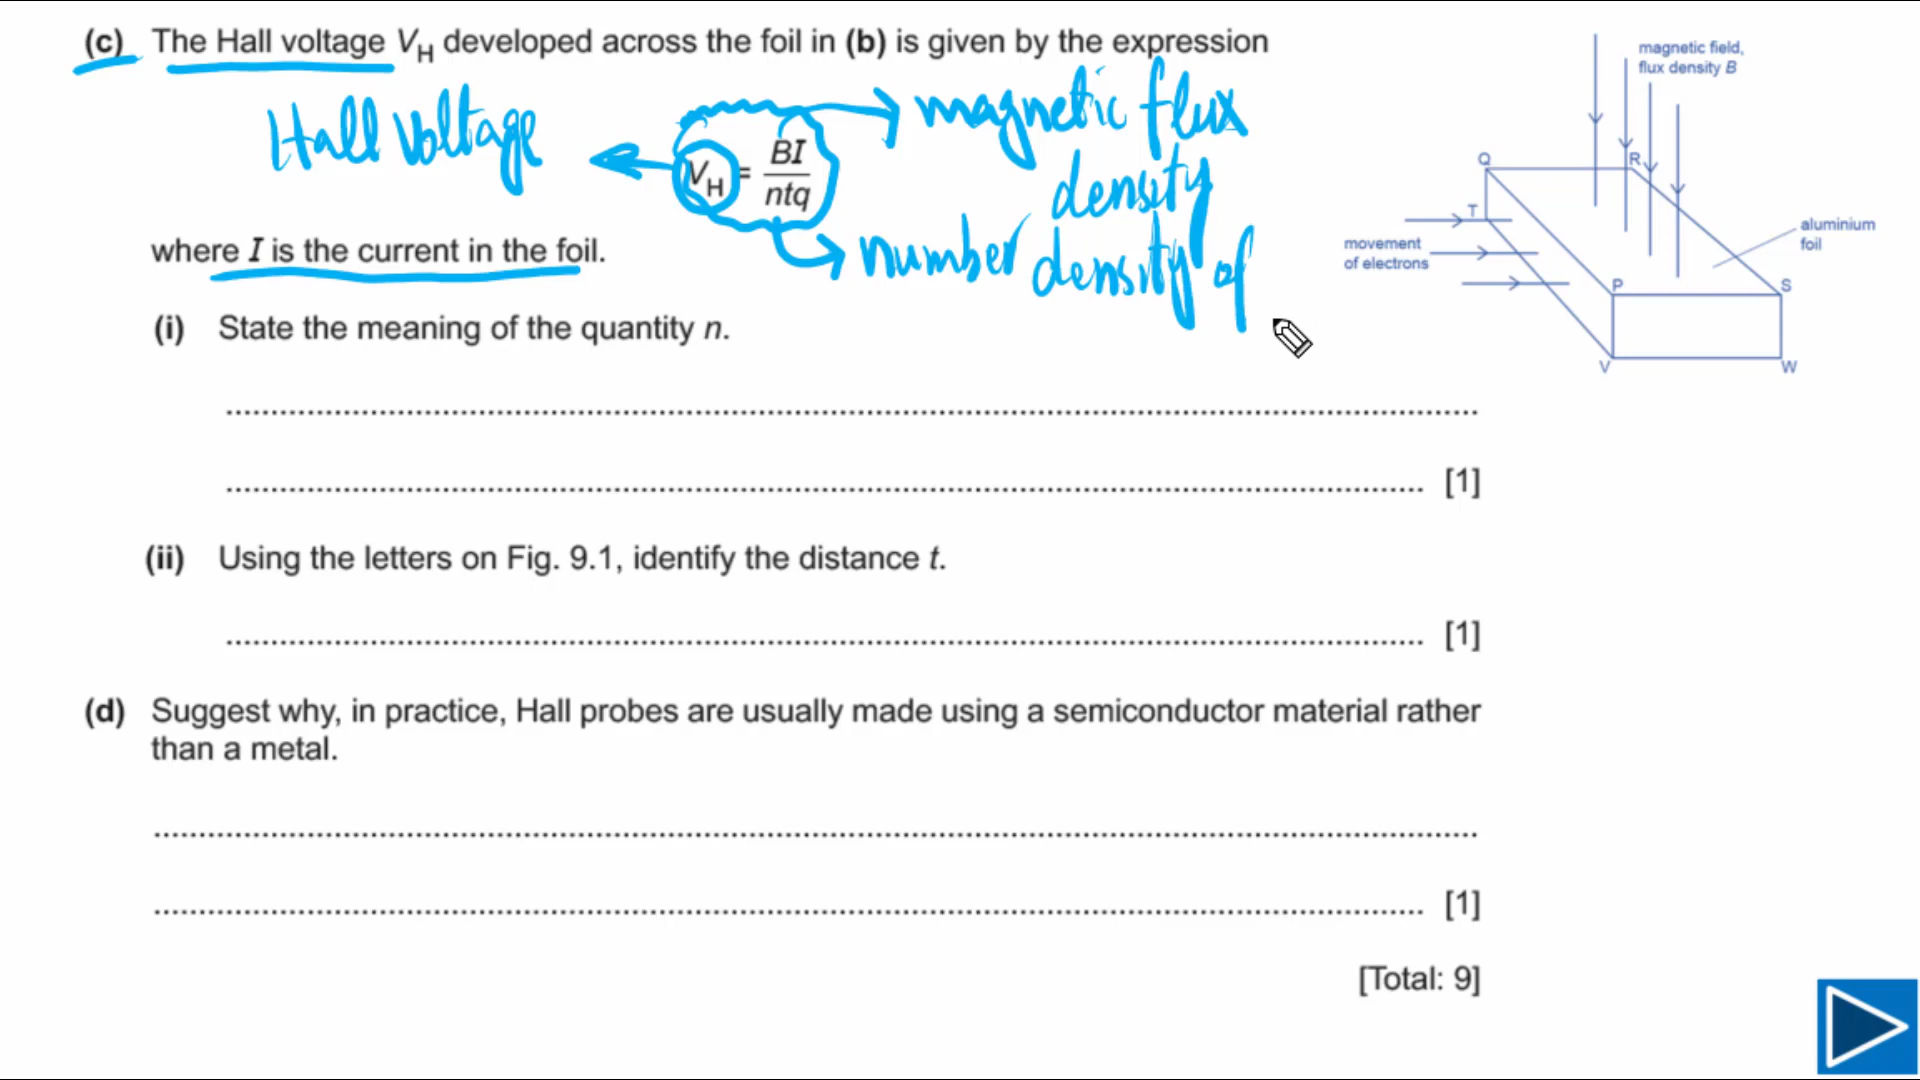 (c) The Hall voltage VH developed across the foil in (b) is given by the expression
magnetic field,
flux density B
Hall Voltage
VH = BI / ntq
magnetic flux
density
number density of
where I is the current in the foil.
Q
R
T
P
S
V
W
movement
of electrons
aluminium
foil
(i) State the meaning of the quantity n.
[1]
(ii) Using the letters on Fig. 9.1, identify the distance t.
[1]
(d) Suggest why, in practice, Hall probes are usually made using a semiconductor material rather
than a metal.
[1]
[Total: 9]